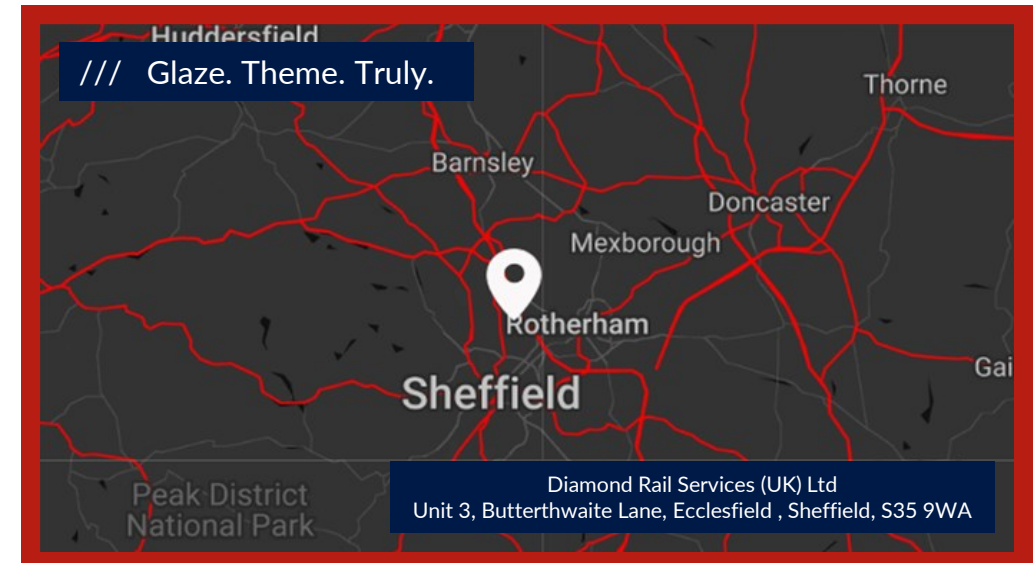 Huddersfield
/// Glaze. Theme. Truly.
Thorne
Barnsley
Doncaster
Mexborough
Rotherham
Gai
Sheffield
Diamond Rail Services (UK) Ltd
Unit 3, Butterthwaite Lane, Ecclesfield , Sheffield, S35 9WA
Peak District
National Park